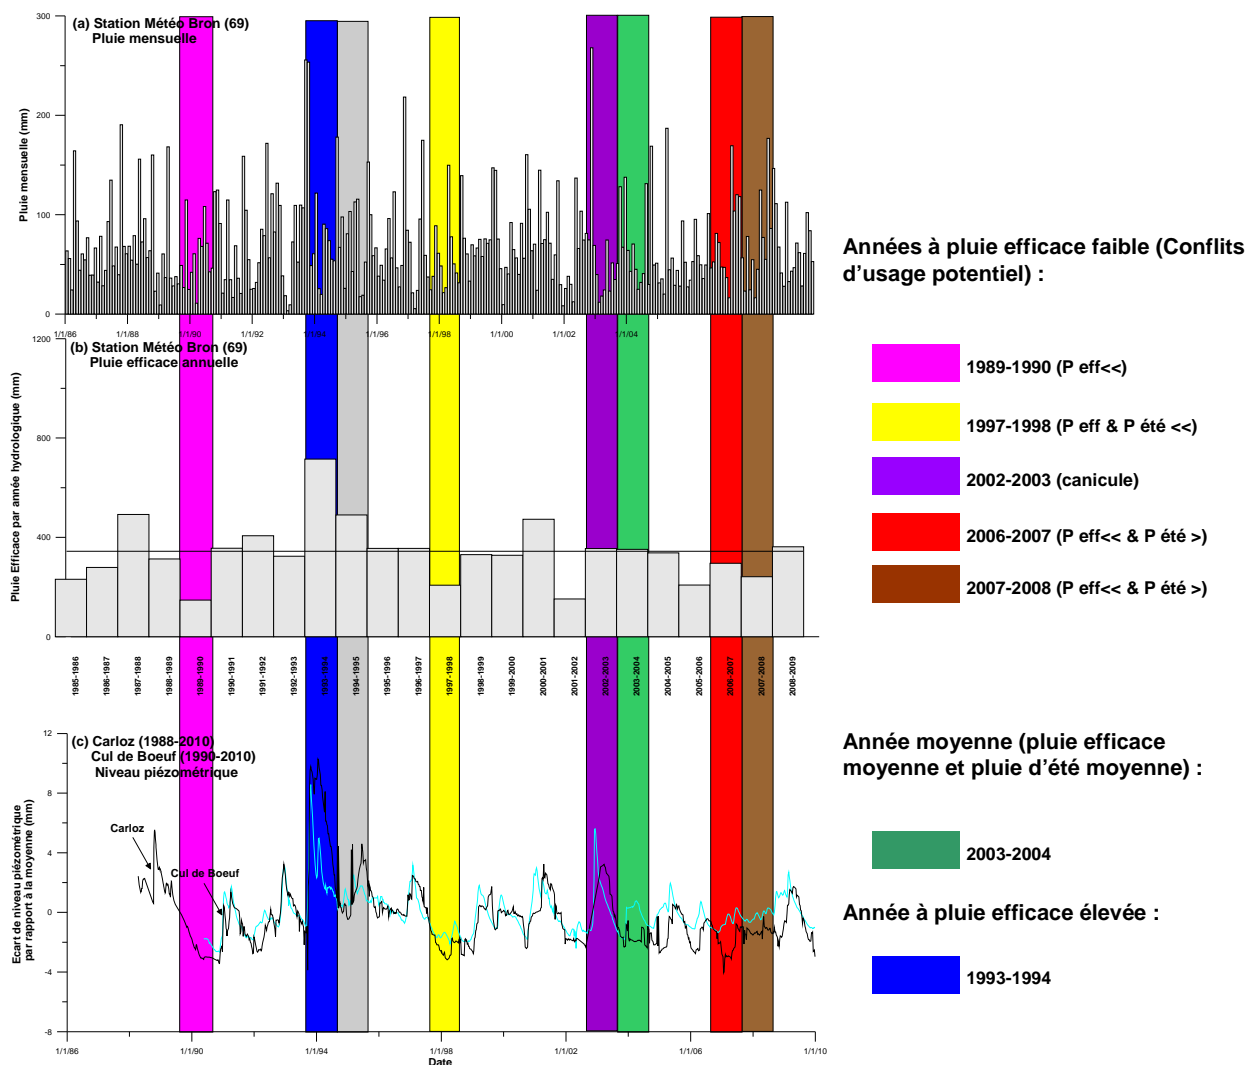 (a) Station Météo Bron (69)
Pluie mensuelle
Pluie mensuelle (mm)
300
200
100
0
1/1/86
1/1/88
1/1/90
1/1/92
1/1/94
1/1/96
1/1/98
1/1/00
1/1/02
1/1/04
(b) Station Météo Bron (69)
Pluie efficace annuelle
Pluie Efficace par année hydrologique (mm)
1200
800
400
0
1985-1986
1986-1987
1987-1988
1988-1989
1989-1990
1990-1991
1991-1992
1992-1993
1993-1994
1994-1995
1995-1996
1996-1997
1997-1998
1998-1999
1999-2000
2000-2001
2001-2002
2002-2003
2003-2004
2004-2005
2005-2006
2006-2007
2007-2008
2008-2009
(c) Carloz (1988-2010)
Cul de Boeuf (1990-2010)
Niveau piézométrique
Ecart de niveau piézométrique
par rapport à la moyenne (mm)
12
8
4
0
-4
-8
Carloz
Cul de Boeuf
1/1/86
1/1/90
1/1/94
1/1/98
1/1/02
1/1/06
1/1/10
Date
Années à pluie efficace faible (Conflits
d'usage potentiel) :
1989-1990 (P eff<<)
1997-1998 (P eff & P été <<)
2002-2003 (canicule)
2006-2007 (P eff<< & P été >)
2007-2008 (P eff<< & P été >)
Année moyenne (pluie efficace
moyenne et pluie d'été moyenne) :
2003-2004
Année à pluie efficace élevée :
1993-1994